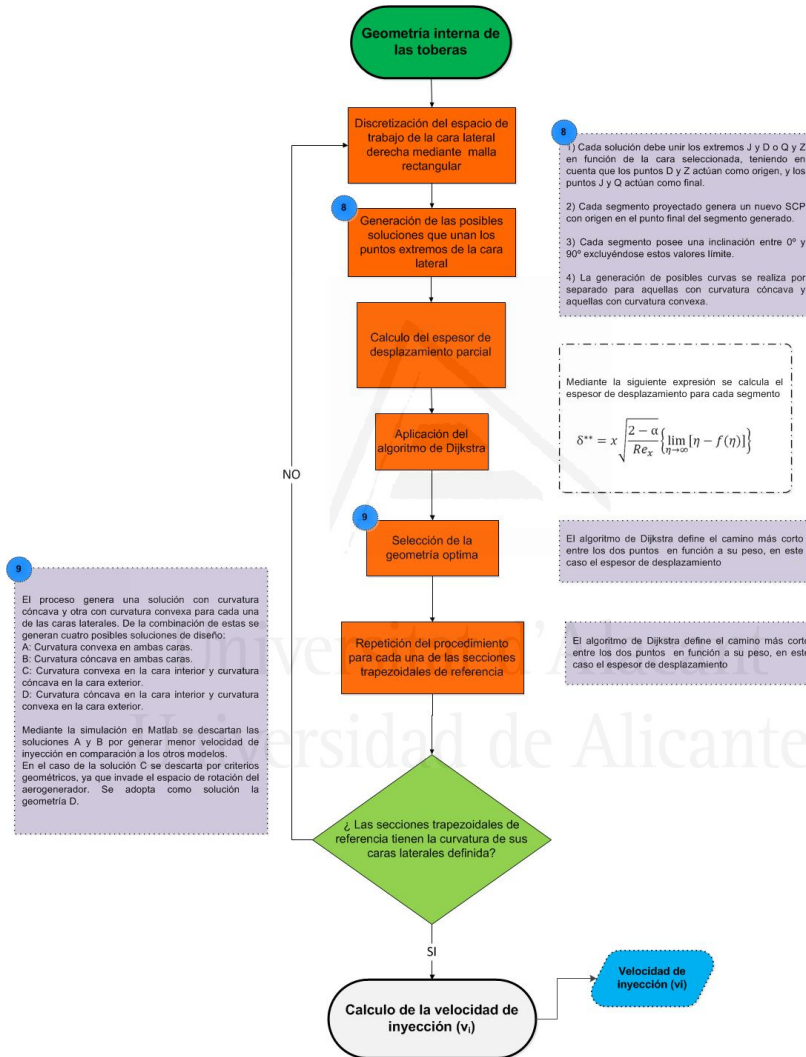 Geometría interna de
las toberas
Discretización del espacio de
trabajo de la cara lateral
derecha mediante malla
rectangular
8
Generación de las posibles
soluciones que unan los
puntos extremos de la cara
lateral
Calculo del espesor de
desplazamiento parcial
Aplicación del
algoritmo de Dijkstra
NO
9
Selección de la
geometría optima
Repetición del procedimiento
para cada una de las secciones
trapezoidales de referencia
¿ Las secciones trapezoidales de
referencia tienen la curvatura de sus
caras laterales definida?
SI
Calculo de la velocidad de
inyección (vᵢ)
Velocidad de
inyección (vi)
8
1) Cada solución debe unir los extremos J y D o Q y Z
en función de la cara seleccionada, teniendo en
cuenta que los puntos D y Z actúan como origen, y los
puntos J y Q actúan como final.
2) Cada segmento proyectado genera un nuevo SCP
con origen en el punto final del segmento generado.
3) Cada segmento posee una inclinación entre 0º y
90º excluyéndose estos valores límite.
4) La generación de posibles curvas se realiza por
separado para aquellas con curvatura cóncava y
aquellas con curvatura convexa.
Mediante la siguiente expresión se calcula el
espesor de desplazamiento para cada segmento
δ** = x √((2 − α)/Reₓ) {lim η→∞ [η − f(η)]}
El algoritmo de Dijkstra define el camino más corto
entre los dos puntos en función a su peso, en este
caso el espesor de desplazamiento
El algoritmo de Dijkstra define el camino más corto
entre los dos puntos en función a su peso, en este
caso el espesor de desplazamiento
9
El proceso genera una solución con curvatura
cóncava y otra con curvatura convexa para cada una
de las caras laterales. De la combinación de estas se
generan cuatro posibles soluciones de diseño:
A: Curvatura convexa en ambas caras.
B: Curvatura cóncava en ambas caras.
C: Curvatura convexa en la cara interior y curvatura
cóncava en la cara exterior.
D: Curvatura cóncava en la cara interior y curvatura
convexa en la cara exterior.
Mediante la simulación en Matlab se descartan las
soluciones A y B por generar menor velocidad de
inyección en comparación a los otros modelos.
En el caso de la solución C se descarta por criterios
geométricos, ya que invade el espacio de rotación del
aerogenerador. Se adopta como solución la
geometría D.
Universitat d'Alacant
Universidad de Alicante